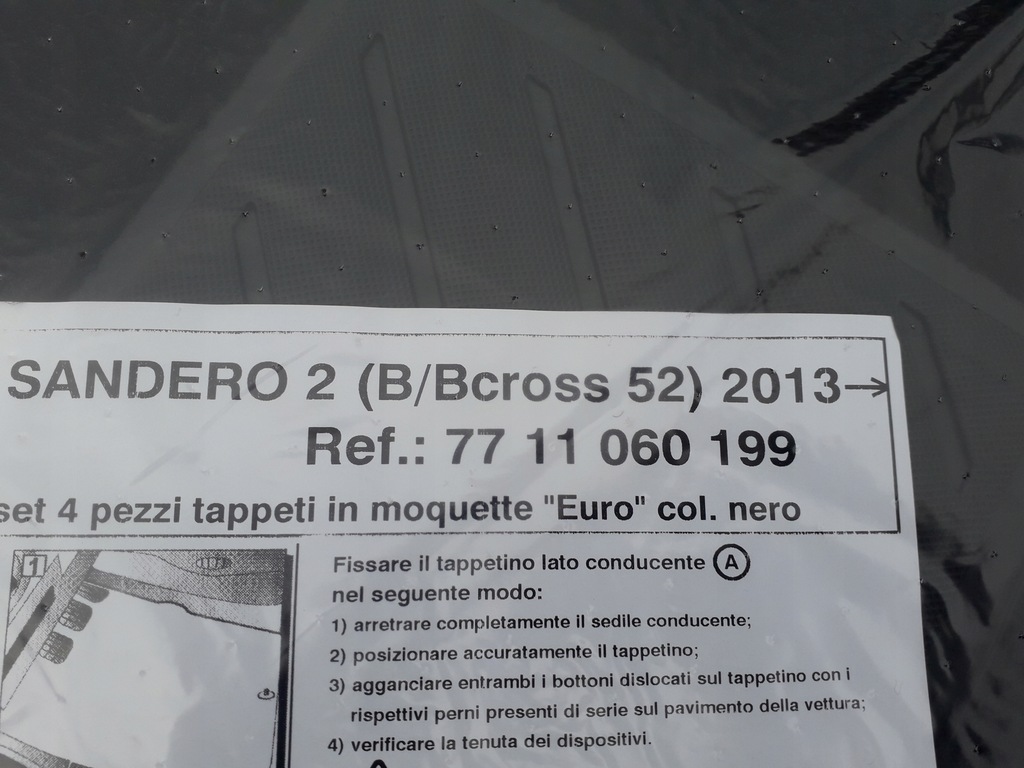 SANDERO 2 (B/Bcross 52) 2013→
Ref.: 77 11 060 199
set 4 pezzi tappeti in moquette "Euro" col. nero
1
Fissare il tappetino lato conducente A
nel seguente modo:
1) arretrare completamente il sedile conducente;
2) posizionare accuratamente il tappetino;
3) agganciare entrambi i bottoni dislocati sul tappetino con i
rispettivi perni presenti di serie sul pavimento della vettura;
4) verificare la tenuta dei dispositivi.